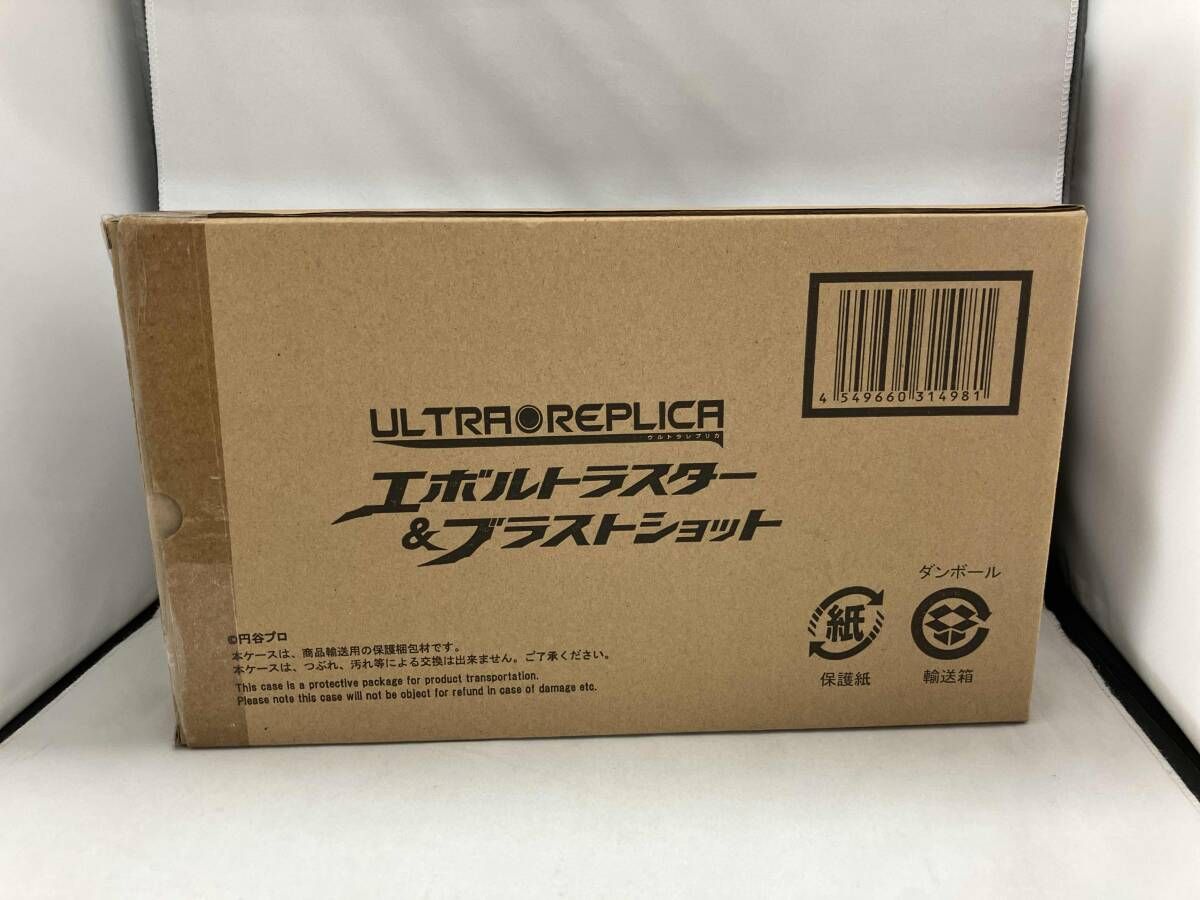 4 549660 314981
ULTRA REPLICA
ウルトラレプリカ
エボルトラスター
&ブラストショット
ダンボール
紙
保護紙
輸送箱
©円谷プロ
本ケースは、商品輸送用の保護梱包材です。
本ケースは、つぶれ、汚れ等による交換は出来ません。ご了承ください。
This case is a protective package for product transportation.
Please note this case will not be object for refund in case of damage etc.